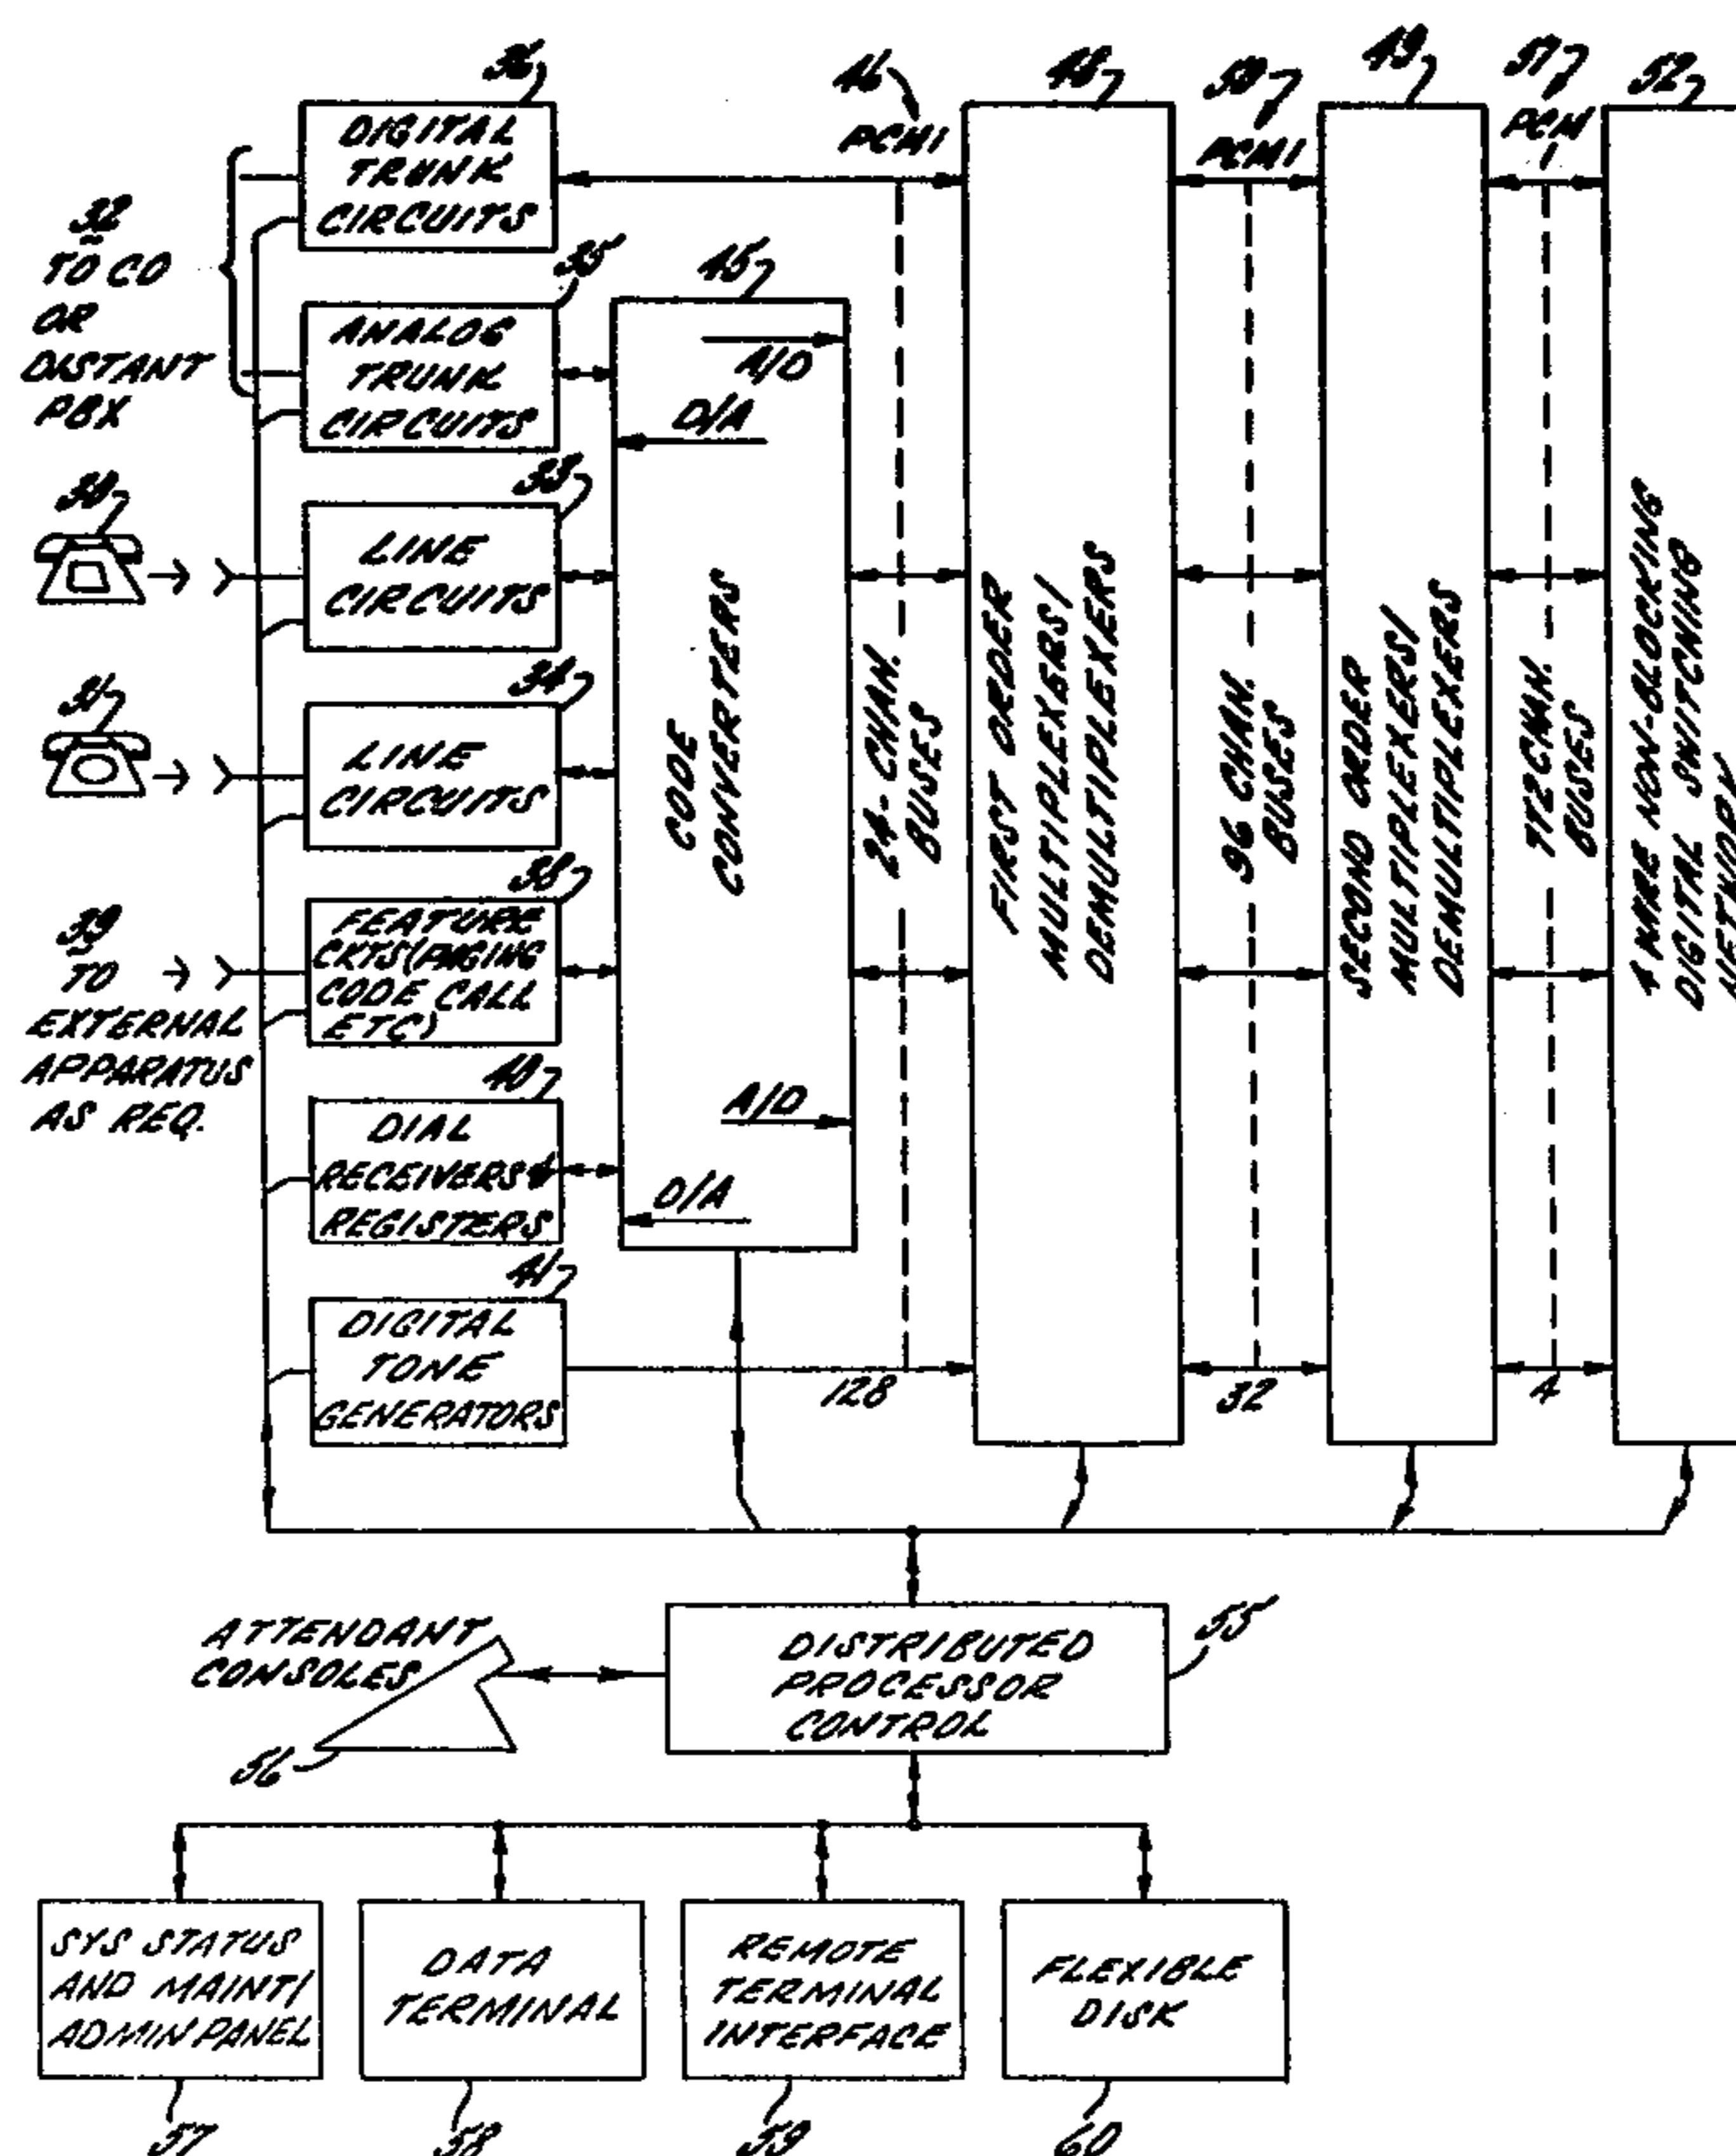 36
DIGITAL
TRUNK
CIRCUITS
32
TO CO
OR
DISTANT
PBX
35
ANALOG
TRUNK
CIRCUITS
30
33
LINE
CIRCUITS
31
34
LINE
CIRCUITS
38
FEATURE
CKTS (PAGING
CODE CALL
ETC)
39
TO
EXTERNAL
APPARATUS
AS REQ.
40
DIAL
RECEIVERS &
REGISTERS
41
DIGITAL
TONE
GENERATORS
45
A/D
D/A
CODE
CONVERTERS
A/D
D/A
46
PCM1
24-CHAN.
BUSES
128
48
FIRST ORDER
MULTIPLEXERS/
DEMULTIPLEXERS
50
PCM1
96 CHAN.
BUSES
32
49
SECOND ORDER
MULTIPLEXERS/
DEMULTIPLEXERS
51
PCM
1
772 CHAN.
BUSES
4
52
4 WIRE NON-BLOCKING
DIGITAL SWITCHING
NETWORK
ATTENDANT
CONSOLES
56
DISTRIBUTED
PROCESSOR
CONTROL
55
SYS STATUS
AND MAINT/
ADMIN PANEL
57
DATA
TERMINAL
58
REMOTE
TERMINAL
INTERFACE
59
FLEXIBLE
DISK
60